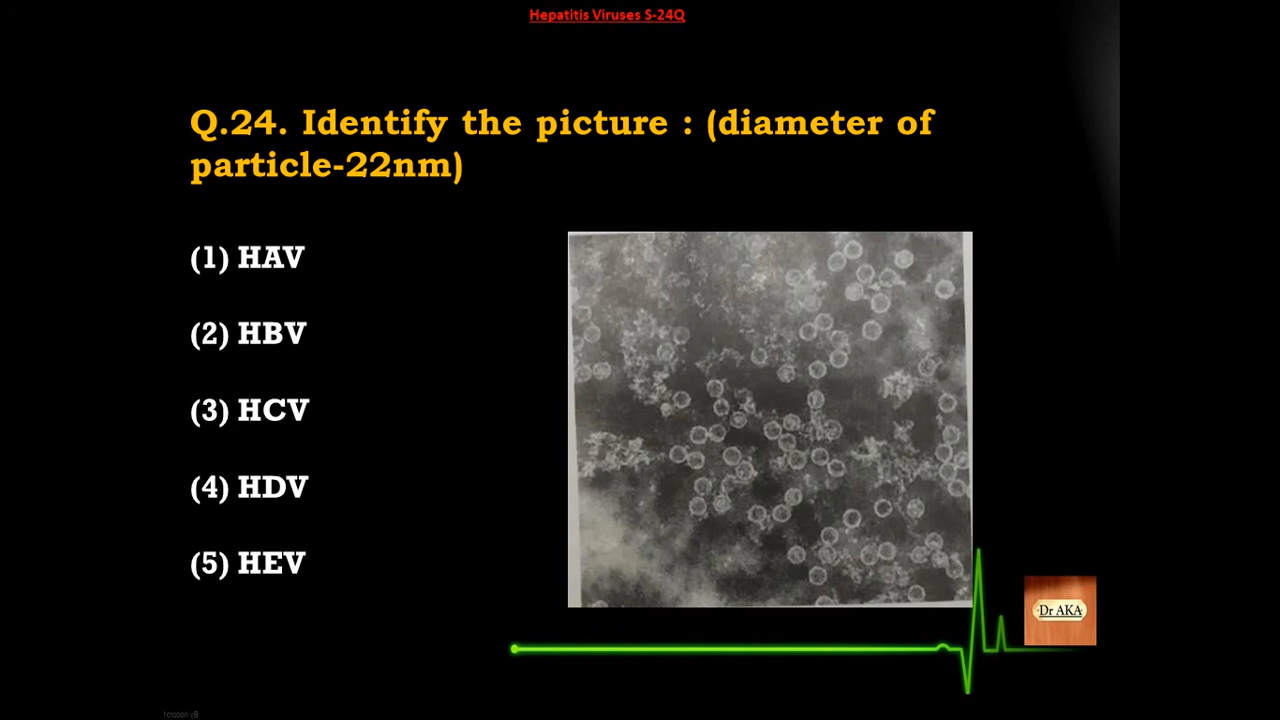 Hepatitis Viruses S-24Q
Q.24. Identify the picture : (diameter of
particle-22nm)
(1) HAV
(2) HBV
(3) HCV
(4) HDV
(5) HEV
Dr AKA